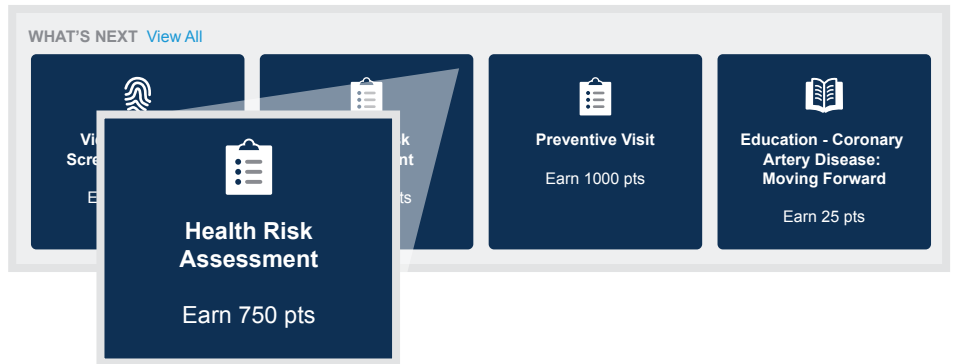 WHAT'S NEXT View All
Preventive Visit
Earn 1000 pts
Education - Coronary
Artery Disease:
Moving Forward
Earn 25 pts
Health Risk
Assessment
Earn 750 pts